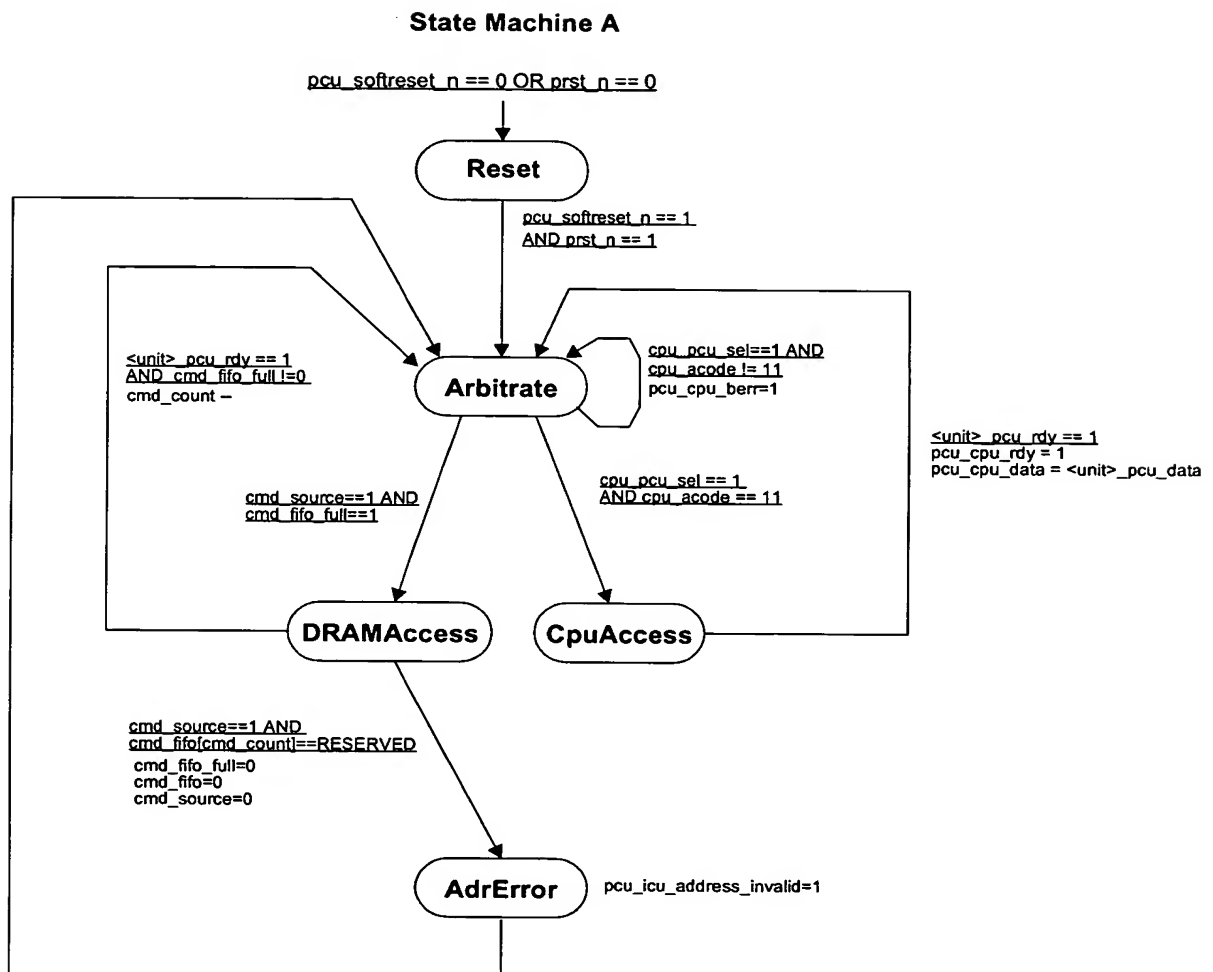 State Machine A
pcu_softreset_n == 0 OR prst_n == 0
Reset
pcu_softreset_n == 1
AND prst_n == 1
<unit>_pcu_rdy == 1
AND cmd_fifo_full !=0
cmd_count –
Arbitrate
cpu_pcu_sel==1 AND
cpu_acode != 11
pcu_cpu_berr=1
<unit>_pcu_rdy == 1
pcu_cpu_rdy = 1
pcu_cpu_data = <unit>_pcu_data
cmd_source==1 AND
cmd_fifo_full==1
cpu_pcu_sel == 1
AND cpu_acode == 11
DRAMAccess
CpuAccess
cmd_source==1 AND
cmd_fifo[cmd_count]==RESERVED
cmd_fifo_full=0
cmd_fifo=0
cmd_source=0
AdrError
pcu_icu_address_invalid=1